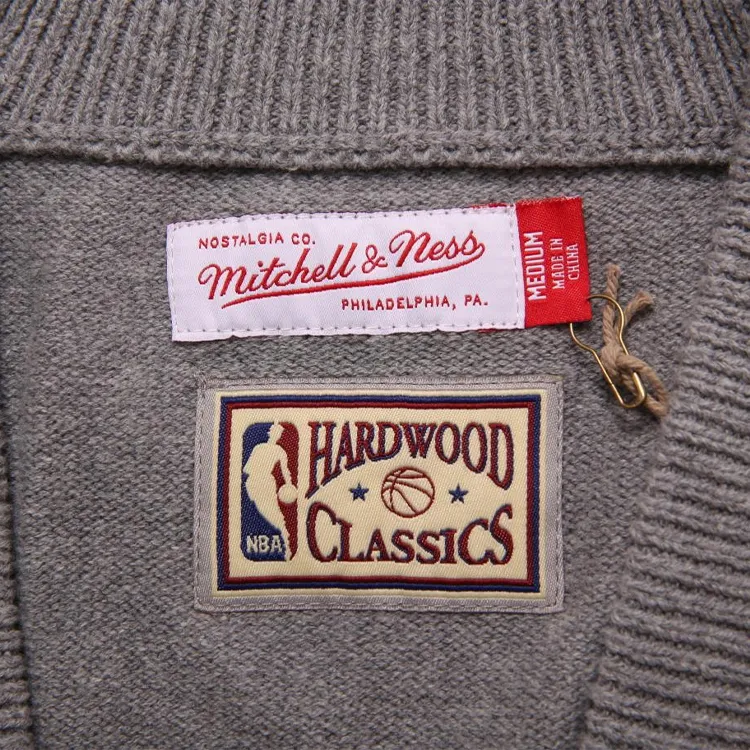 NOSTALGIA CO.
Mitchell & Ness
PHILADELPHIA, PA.
MEDIUM
MADE IN
CHINA
HARDWOOD
CLASSICS
NBA